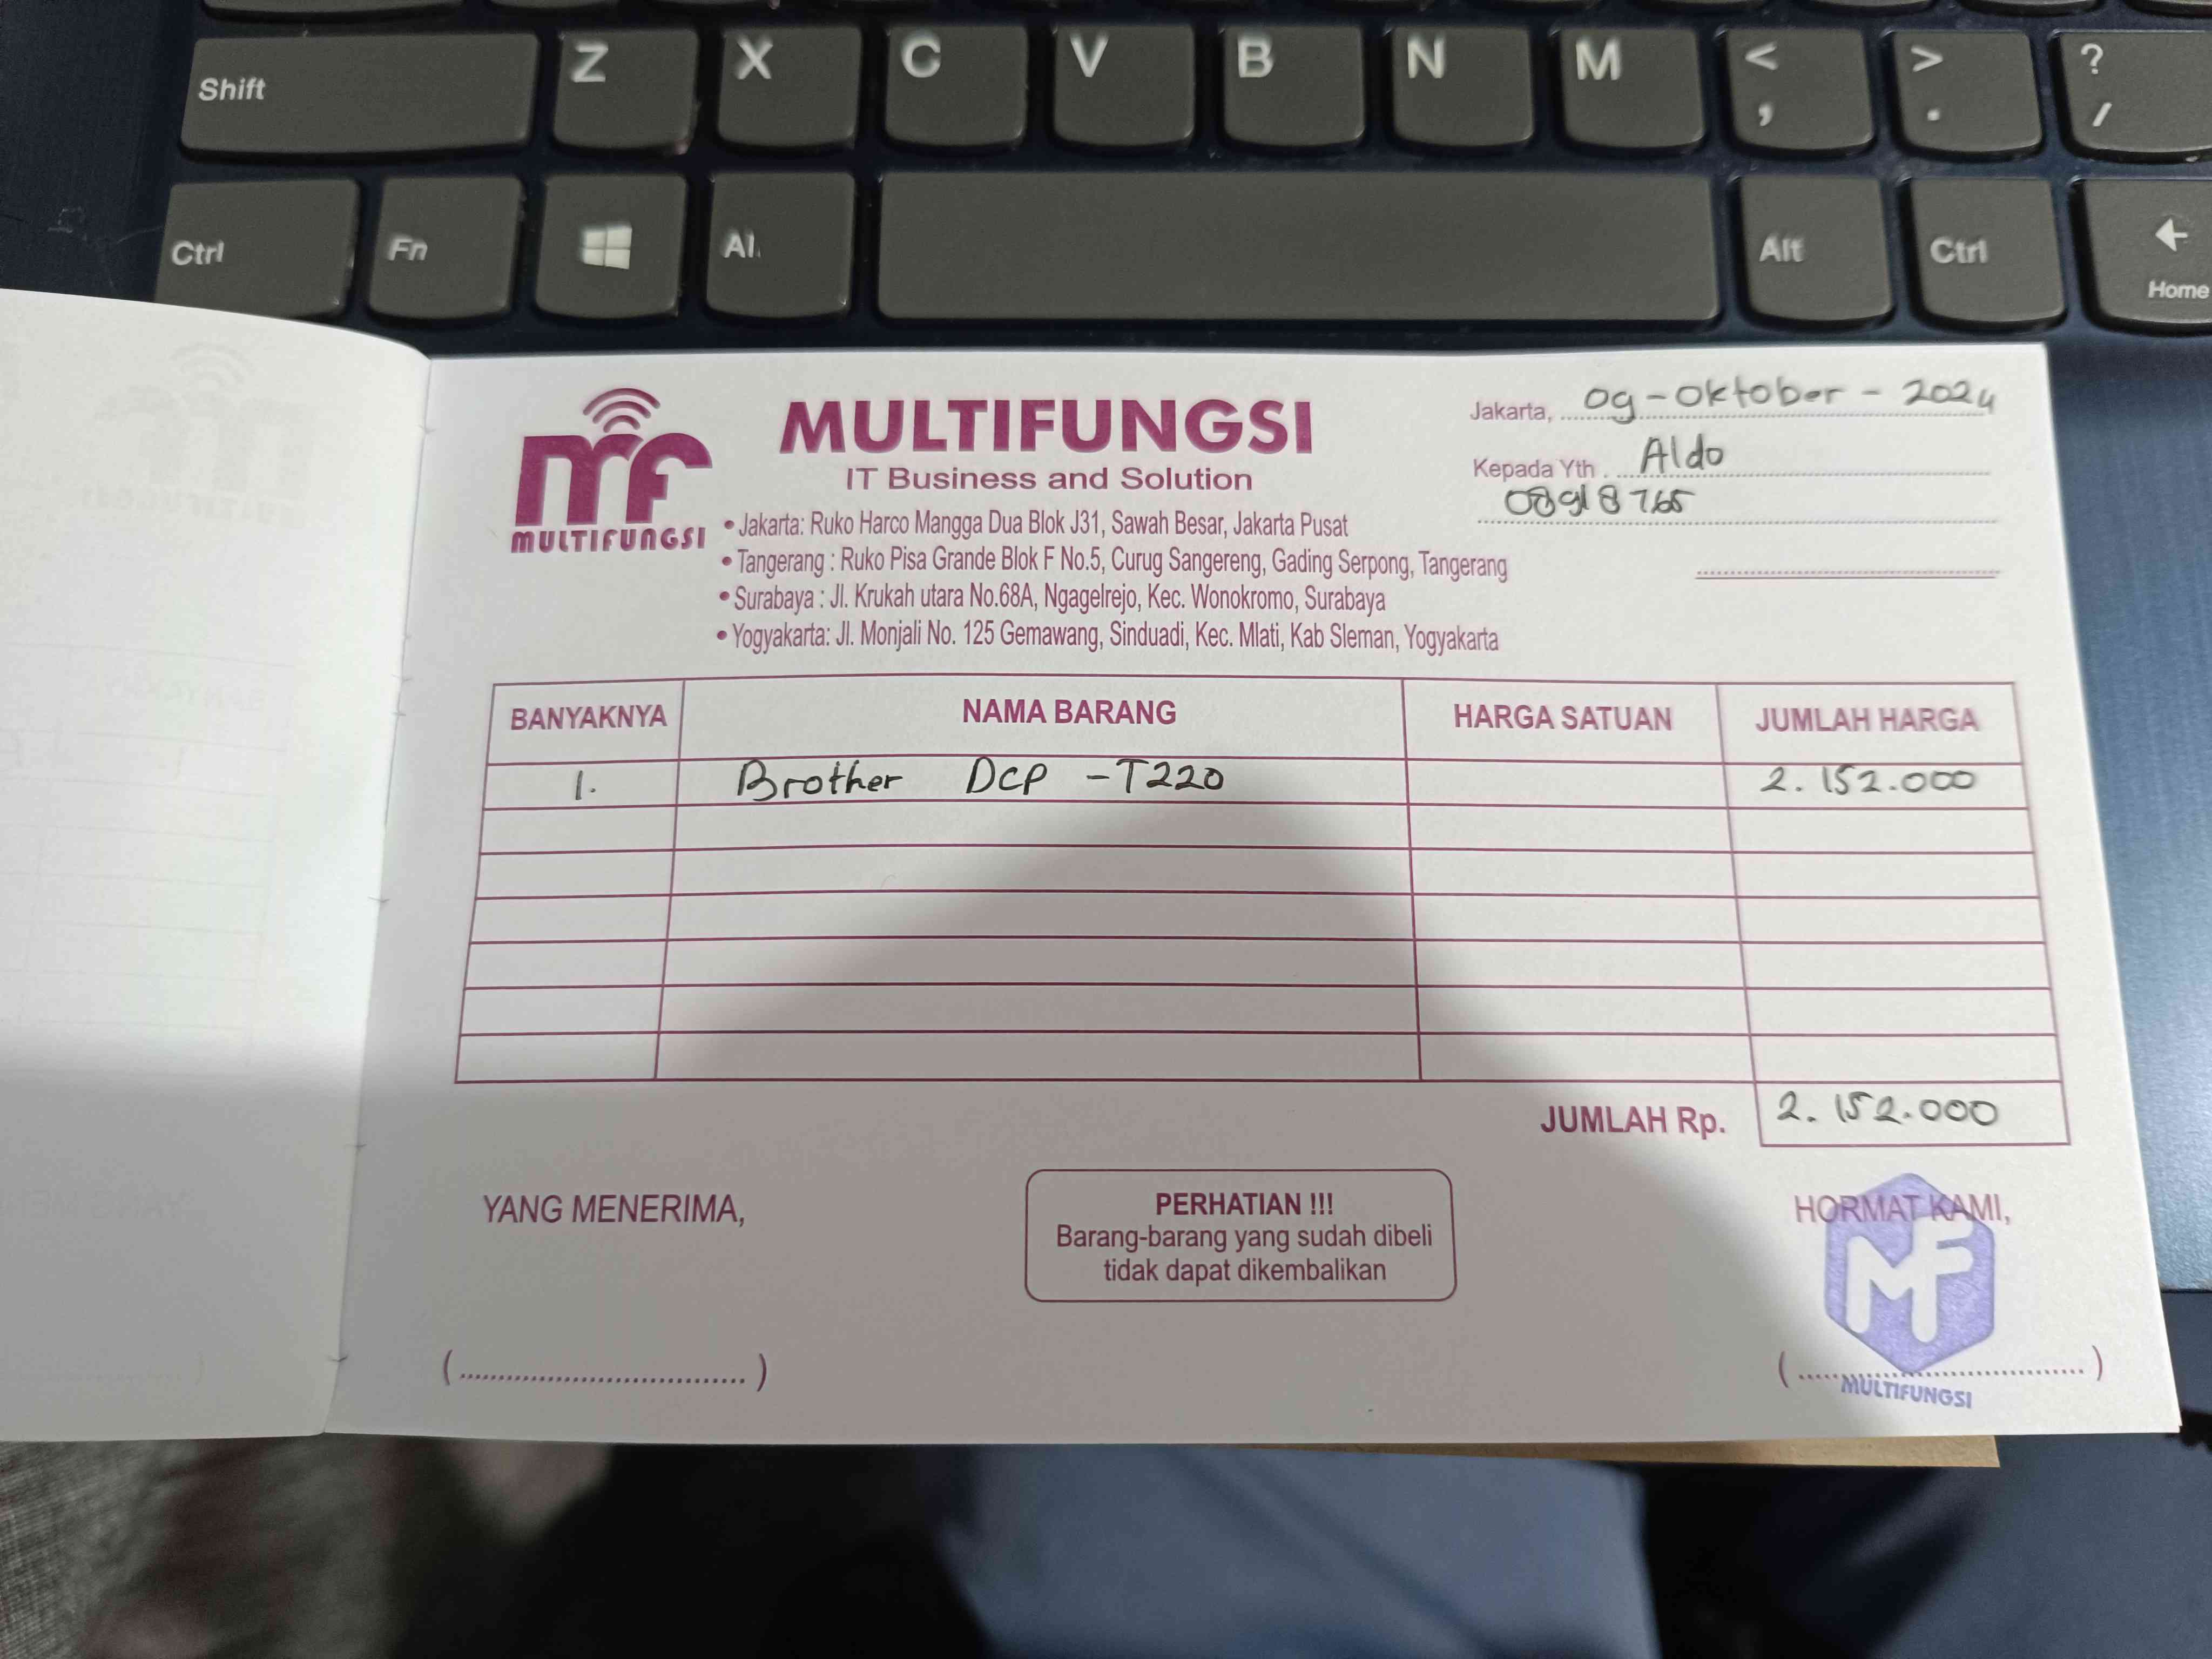 Shift Z X C V B N M < , > . ? /
Ctrl Fn Alt Ctrl Home
MULTIFUNGSI
IT Business and Solution
mf
MULTIFUNGSI
• Jakarta: Ruko Harco Mangga Dua Blok J31, Sawah Besar, Jakarta Pusat
• Tangerang : Ruko Pisa Grande Blok F No.5, Curug Sangereng, Gading Serpong, Tangerang
• Surabaya : Jl. Krukah utara No.68A, Ngagelrejo, Kec. Wonokromo, Surabaya
• Yogyakarta: Jl. Monjali No. 125 Gemawang, Sinduadi, Kec. Mlati, Kab Sleman, Yogyakarta
Jakarta, 09-Oktober-2024
Kepada Yth. Aldo
BANYAKNYA NAMA BARANG HARGA SATUAN JUMLAH HARGA
1. Brother DCP -T220 2.152.000
JUMLAH Rp. 2.152.000
YANG MENERIMA,
PERHATIAN !!!
Barang-barang yang sudah dibeli
tidak dapat dikembalikan
HORMAT KAMI,
MF
MULTIFUNGSI